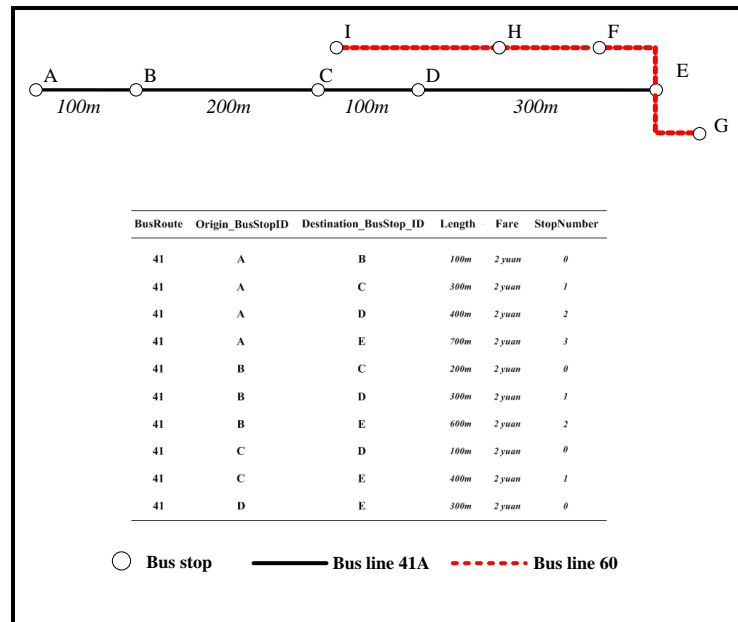 I H F
A B C D E
100m 200m 100m 300m
G
BusRoute Origin_BusStopID Destination_BusStop_ID Length Fare StopNumber
41 A B 100m 2 yuan 0
41 A C 300m 2 yuan 1
41 A D 400m 2 yuan 2
41 A E 700m 2 yuan 3
41 B C 200m 2 yuan 0
41 B D 300m 2 yuan 1
41 B E 600m 2 yuan 2
41 C D 100m 2 yuan 0
41 C E 400m 2 yuan 1
41 D E 300m 2 yuan 0
Bus stop Bus line 41A Bus line 60